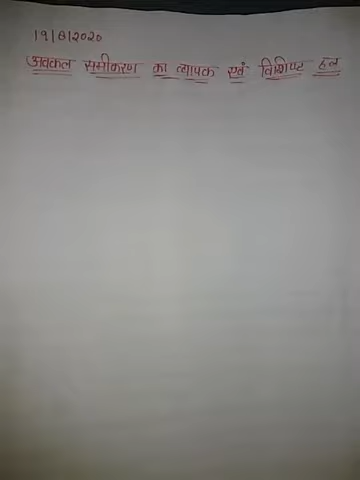 19/8/2020
अवकल समीकरण का व्यापक एवं विशिष्ट हल